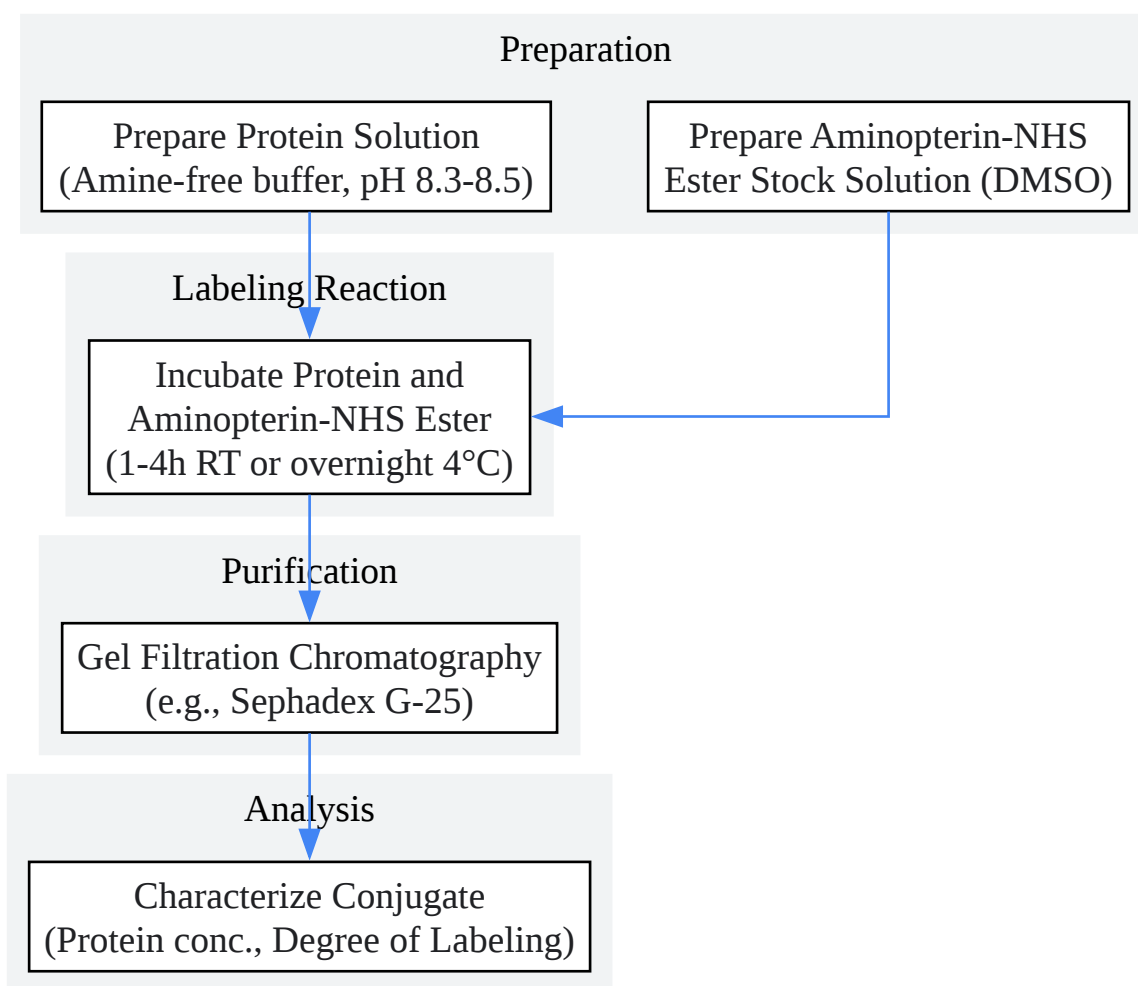 Preparation
Prepare Protein Solution
(Amine-free buffer, pH 8.3-8.5)
Prepare Aminopterin-NHS
Ester Stock Solution (DMSO)
Labeling Reaction
Incubate Protein and
Aminopterin-NHS Ester
(1-4h RT or overnight 4°C)
Purification
Gel Filtration Chromatography
(e.g., Sephadex G-25)
Analysis
Characterize Conjugate
(Protein conc., Degree of Labeling)